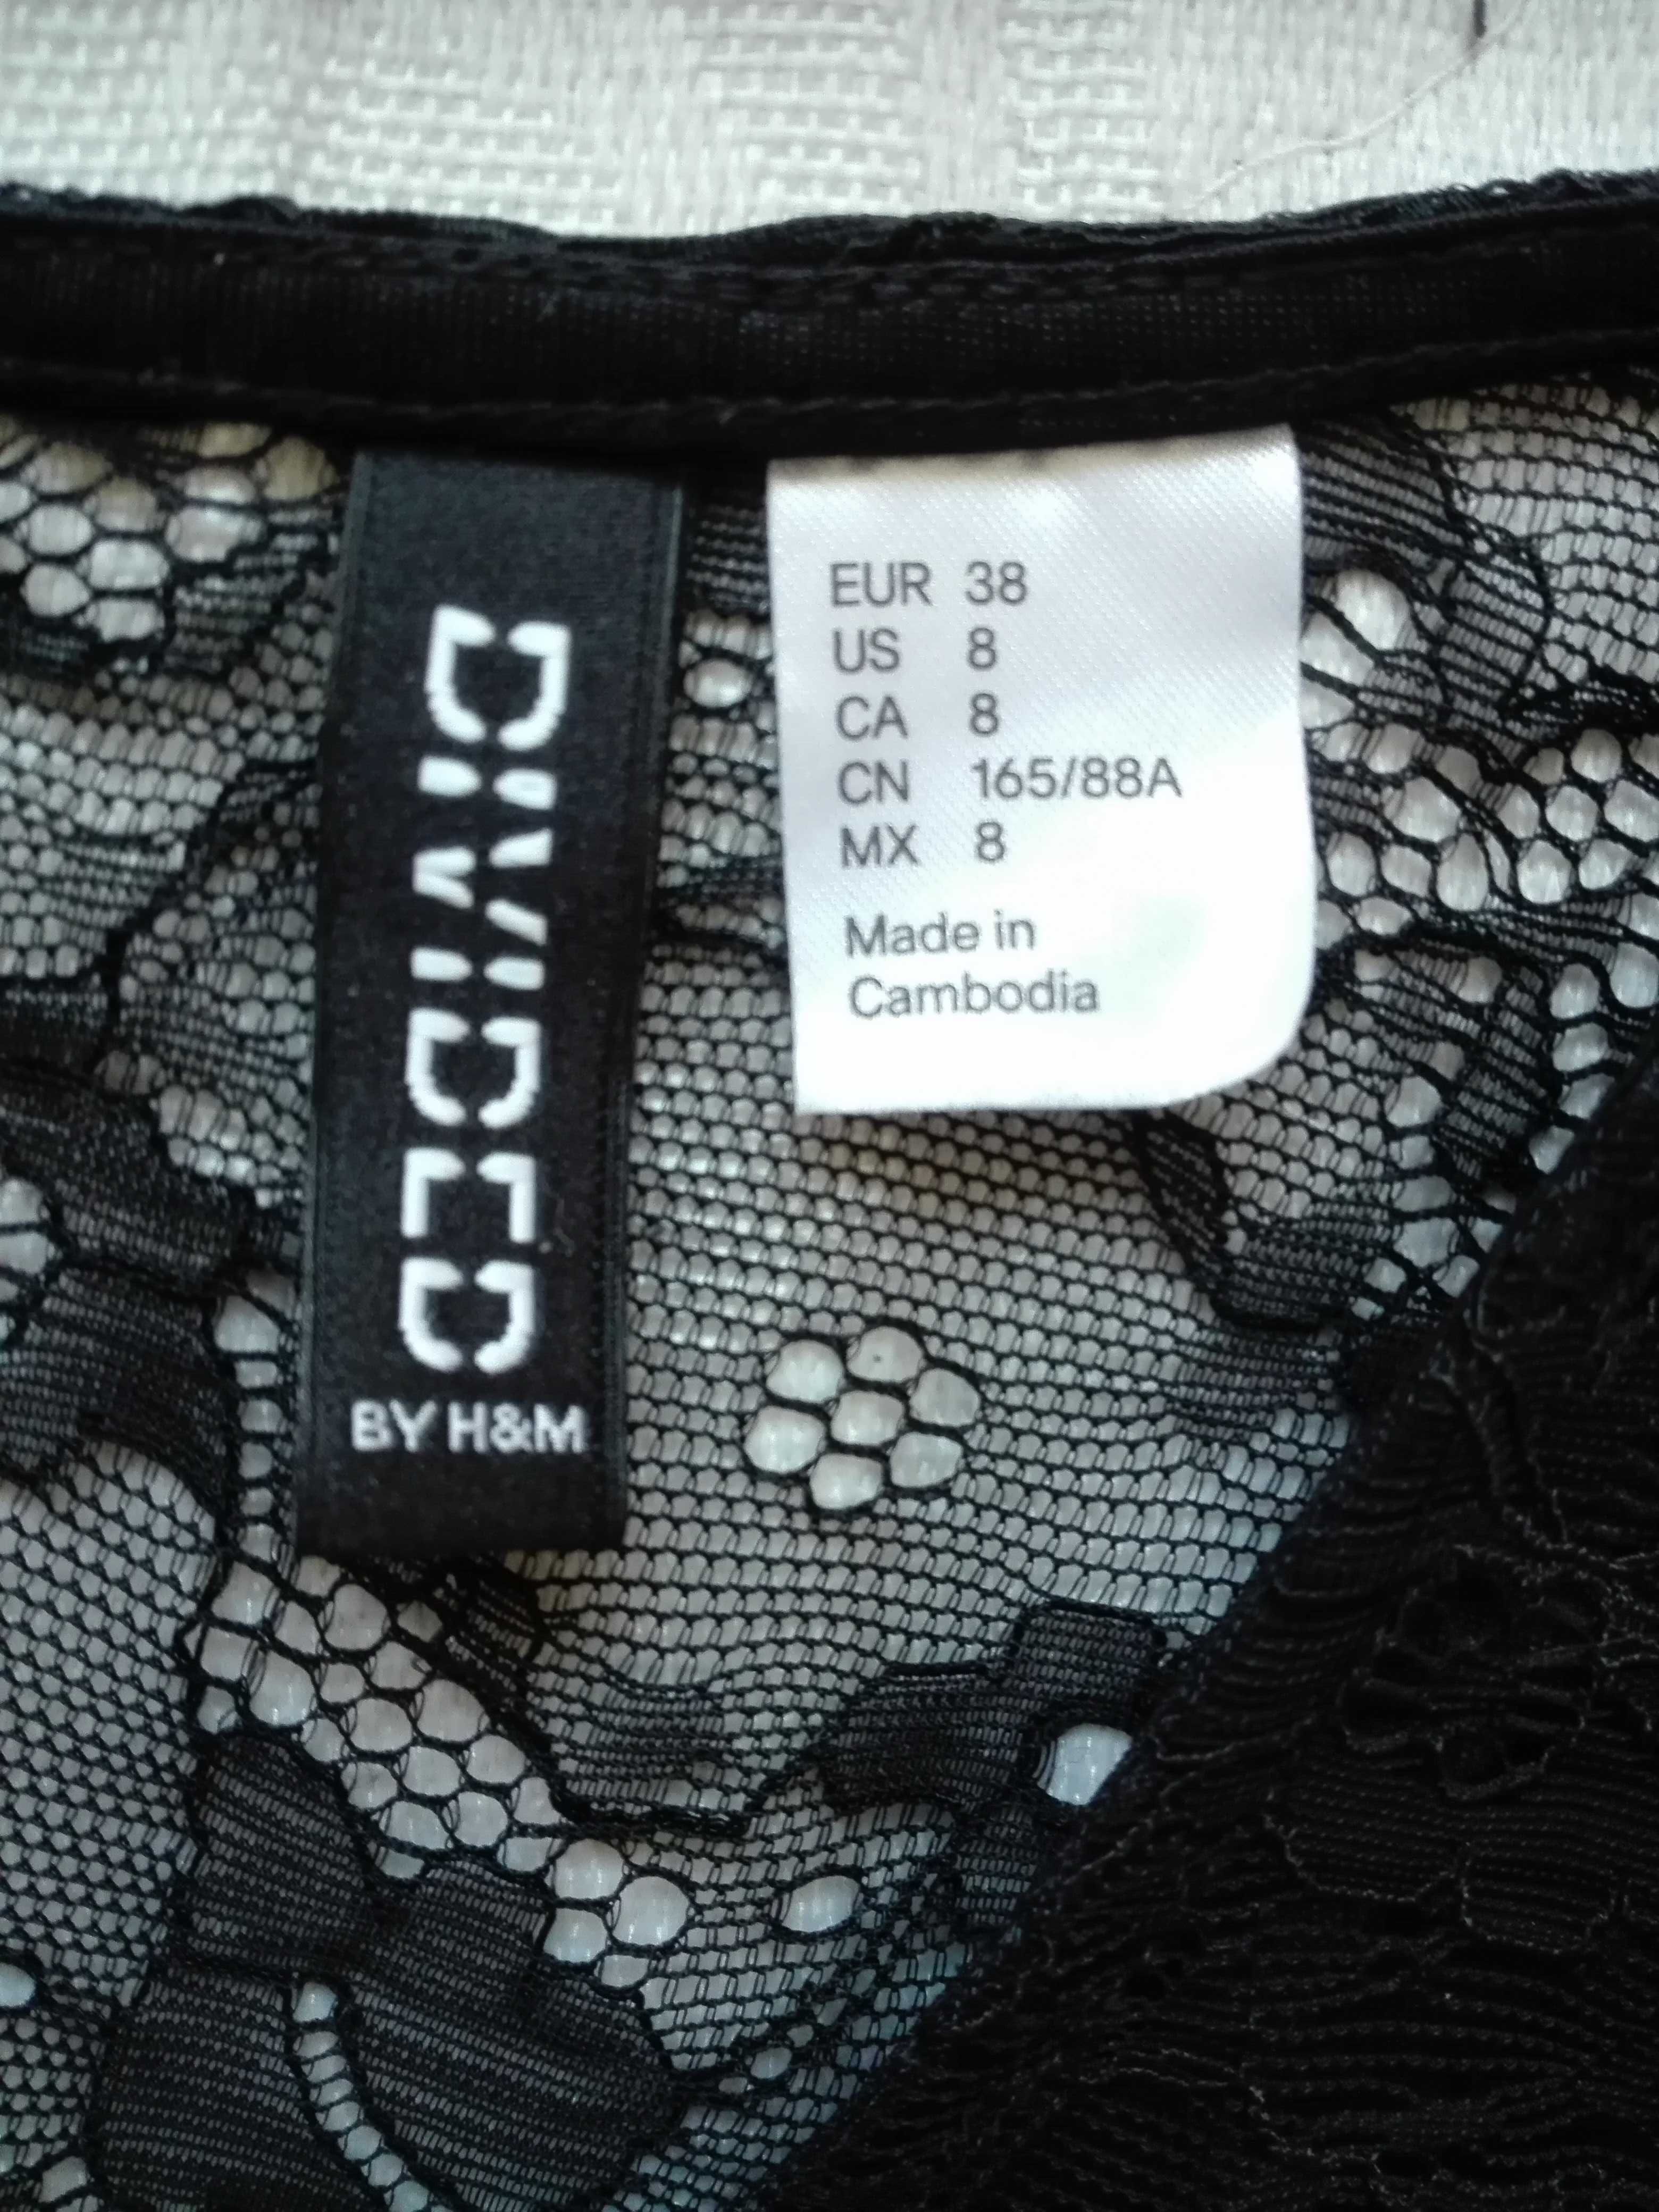 DIVIDED
BY H&M
EUR 38
US 8
CA 8
CN 165/88A
MX 8
Made in
Cambodia